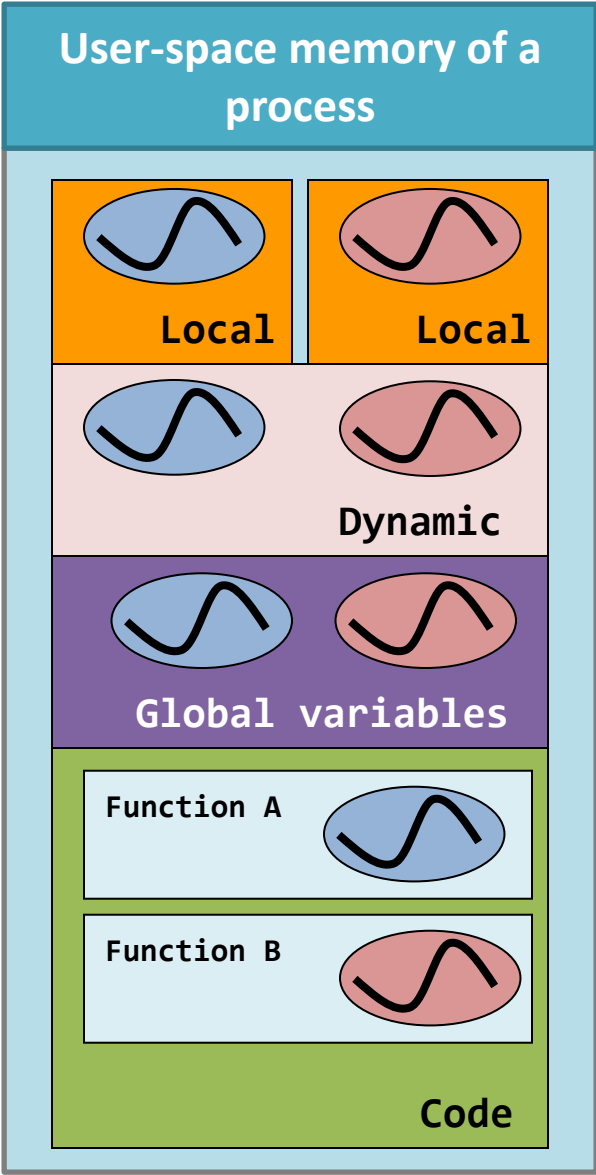 User-space memory of a
process
Local
Local
Dynamic
Global variables
Function A
Function B
Code